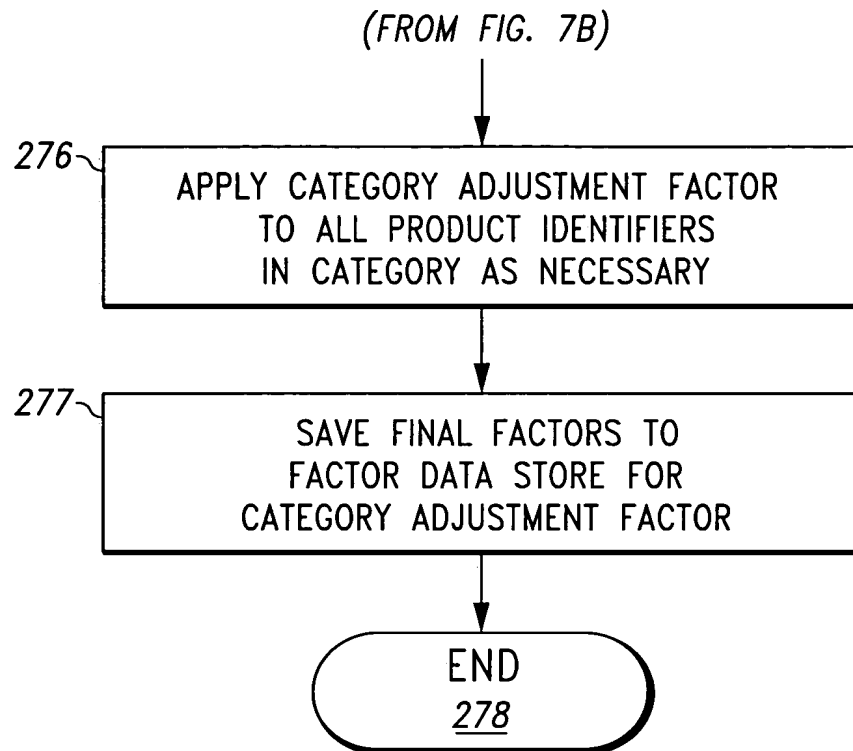 (FROM FIG. 7B)
276
APPLY CATEGORY ADJUSTMENT FACTOR
TO ALL PRODUCT IDENTIFIERS
IN CATEGORY AS NECESSARY
277
SAVE FINAL FACTORS TO
FACTOR DATA STORE FOR
CATEGORY ADJUSTMENT FACTOR
END
278